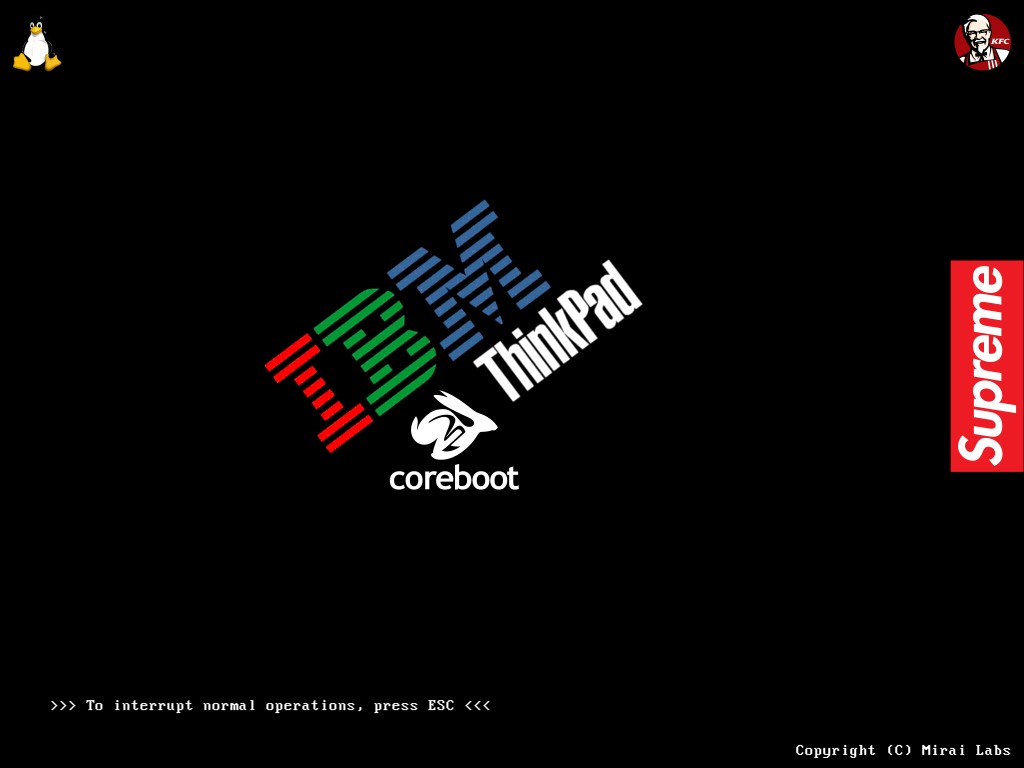 KFC
IBM
ThinkPad
Supreme
coreboot
>>> To interrupt normal operations, press ESC <<<
Copyright (C) Mirai Labs